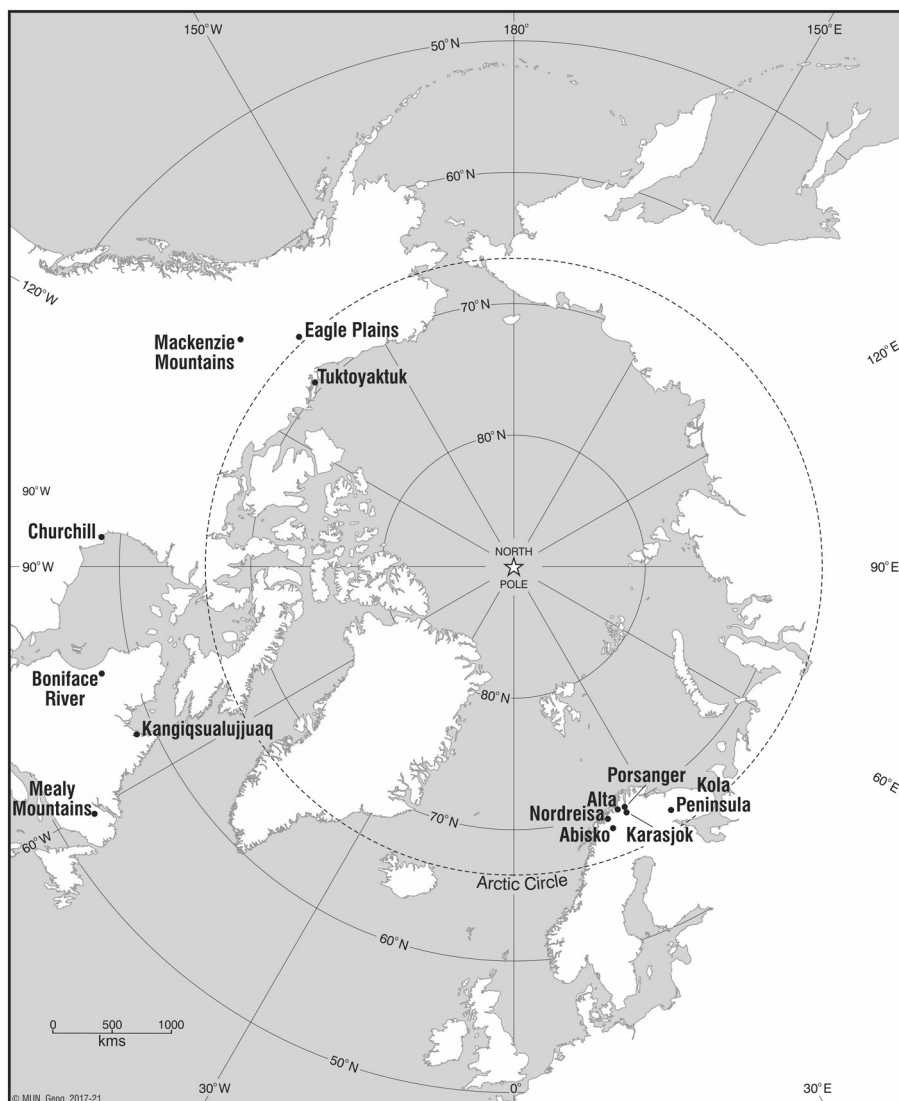 150°W
180°
150°E
50°N
60°N
120°W
70°N
Eagle Plains
Mackenzie
Mountains
120°E
Tuktoyaktuk
80°N
90°W
Churchill
NORTH
90°W
90°E
POLE
Boniface
River
80°N
Kangiqsualujjuaq
Porsanger
60°E
Mealy
Mountains
Alta
Kola
Peninsula
Nordreisa
70°N
Abisko
Karasjok
60°W
Arctic Circle
60°N
0 500 1000
kms
50°N
30°W
0°
30°E
© MUN Geog 2017-21